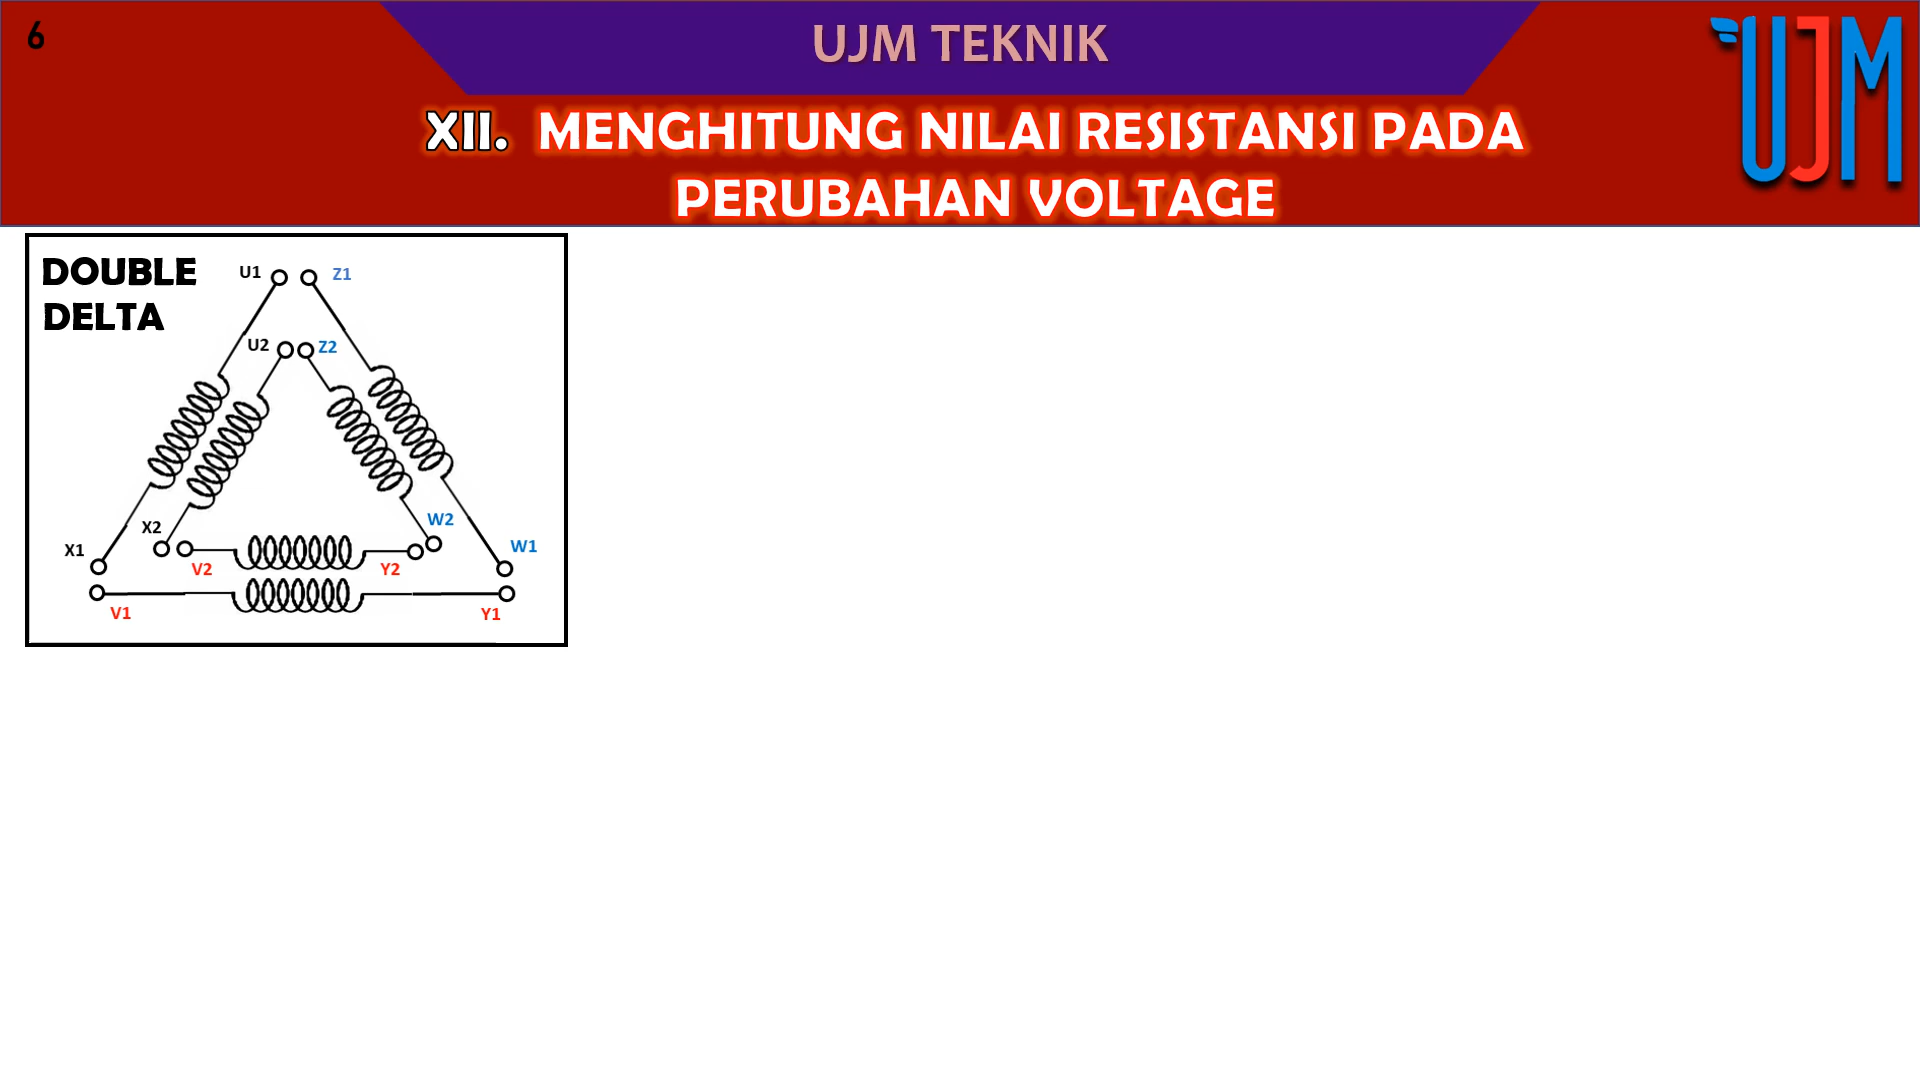 6
UJM TEKNIK
UJM
XII. MENGHITUNG NILAI RESISTANSI PADA
PERUBAHAN VOLTAGE
DOUBLE
DELTA
U1
Z1
U2
Z2
X2
W2
X1
W1
V2
Y2
V1
Y1